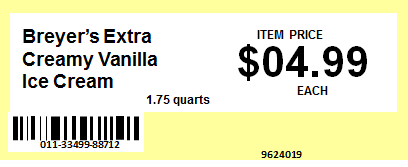 Breyer’s Extra
Creamy Vanilla
Ice Cream
1.75 quarts
ITEM PRICE
$04.99
EACH
011-33499-88712
9624019